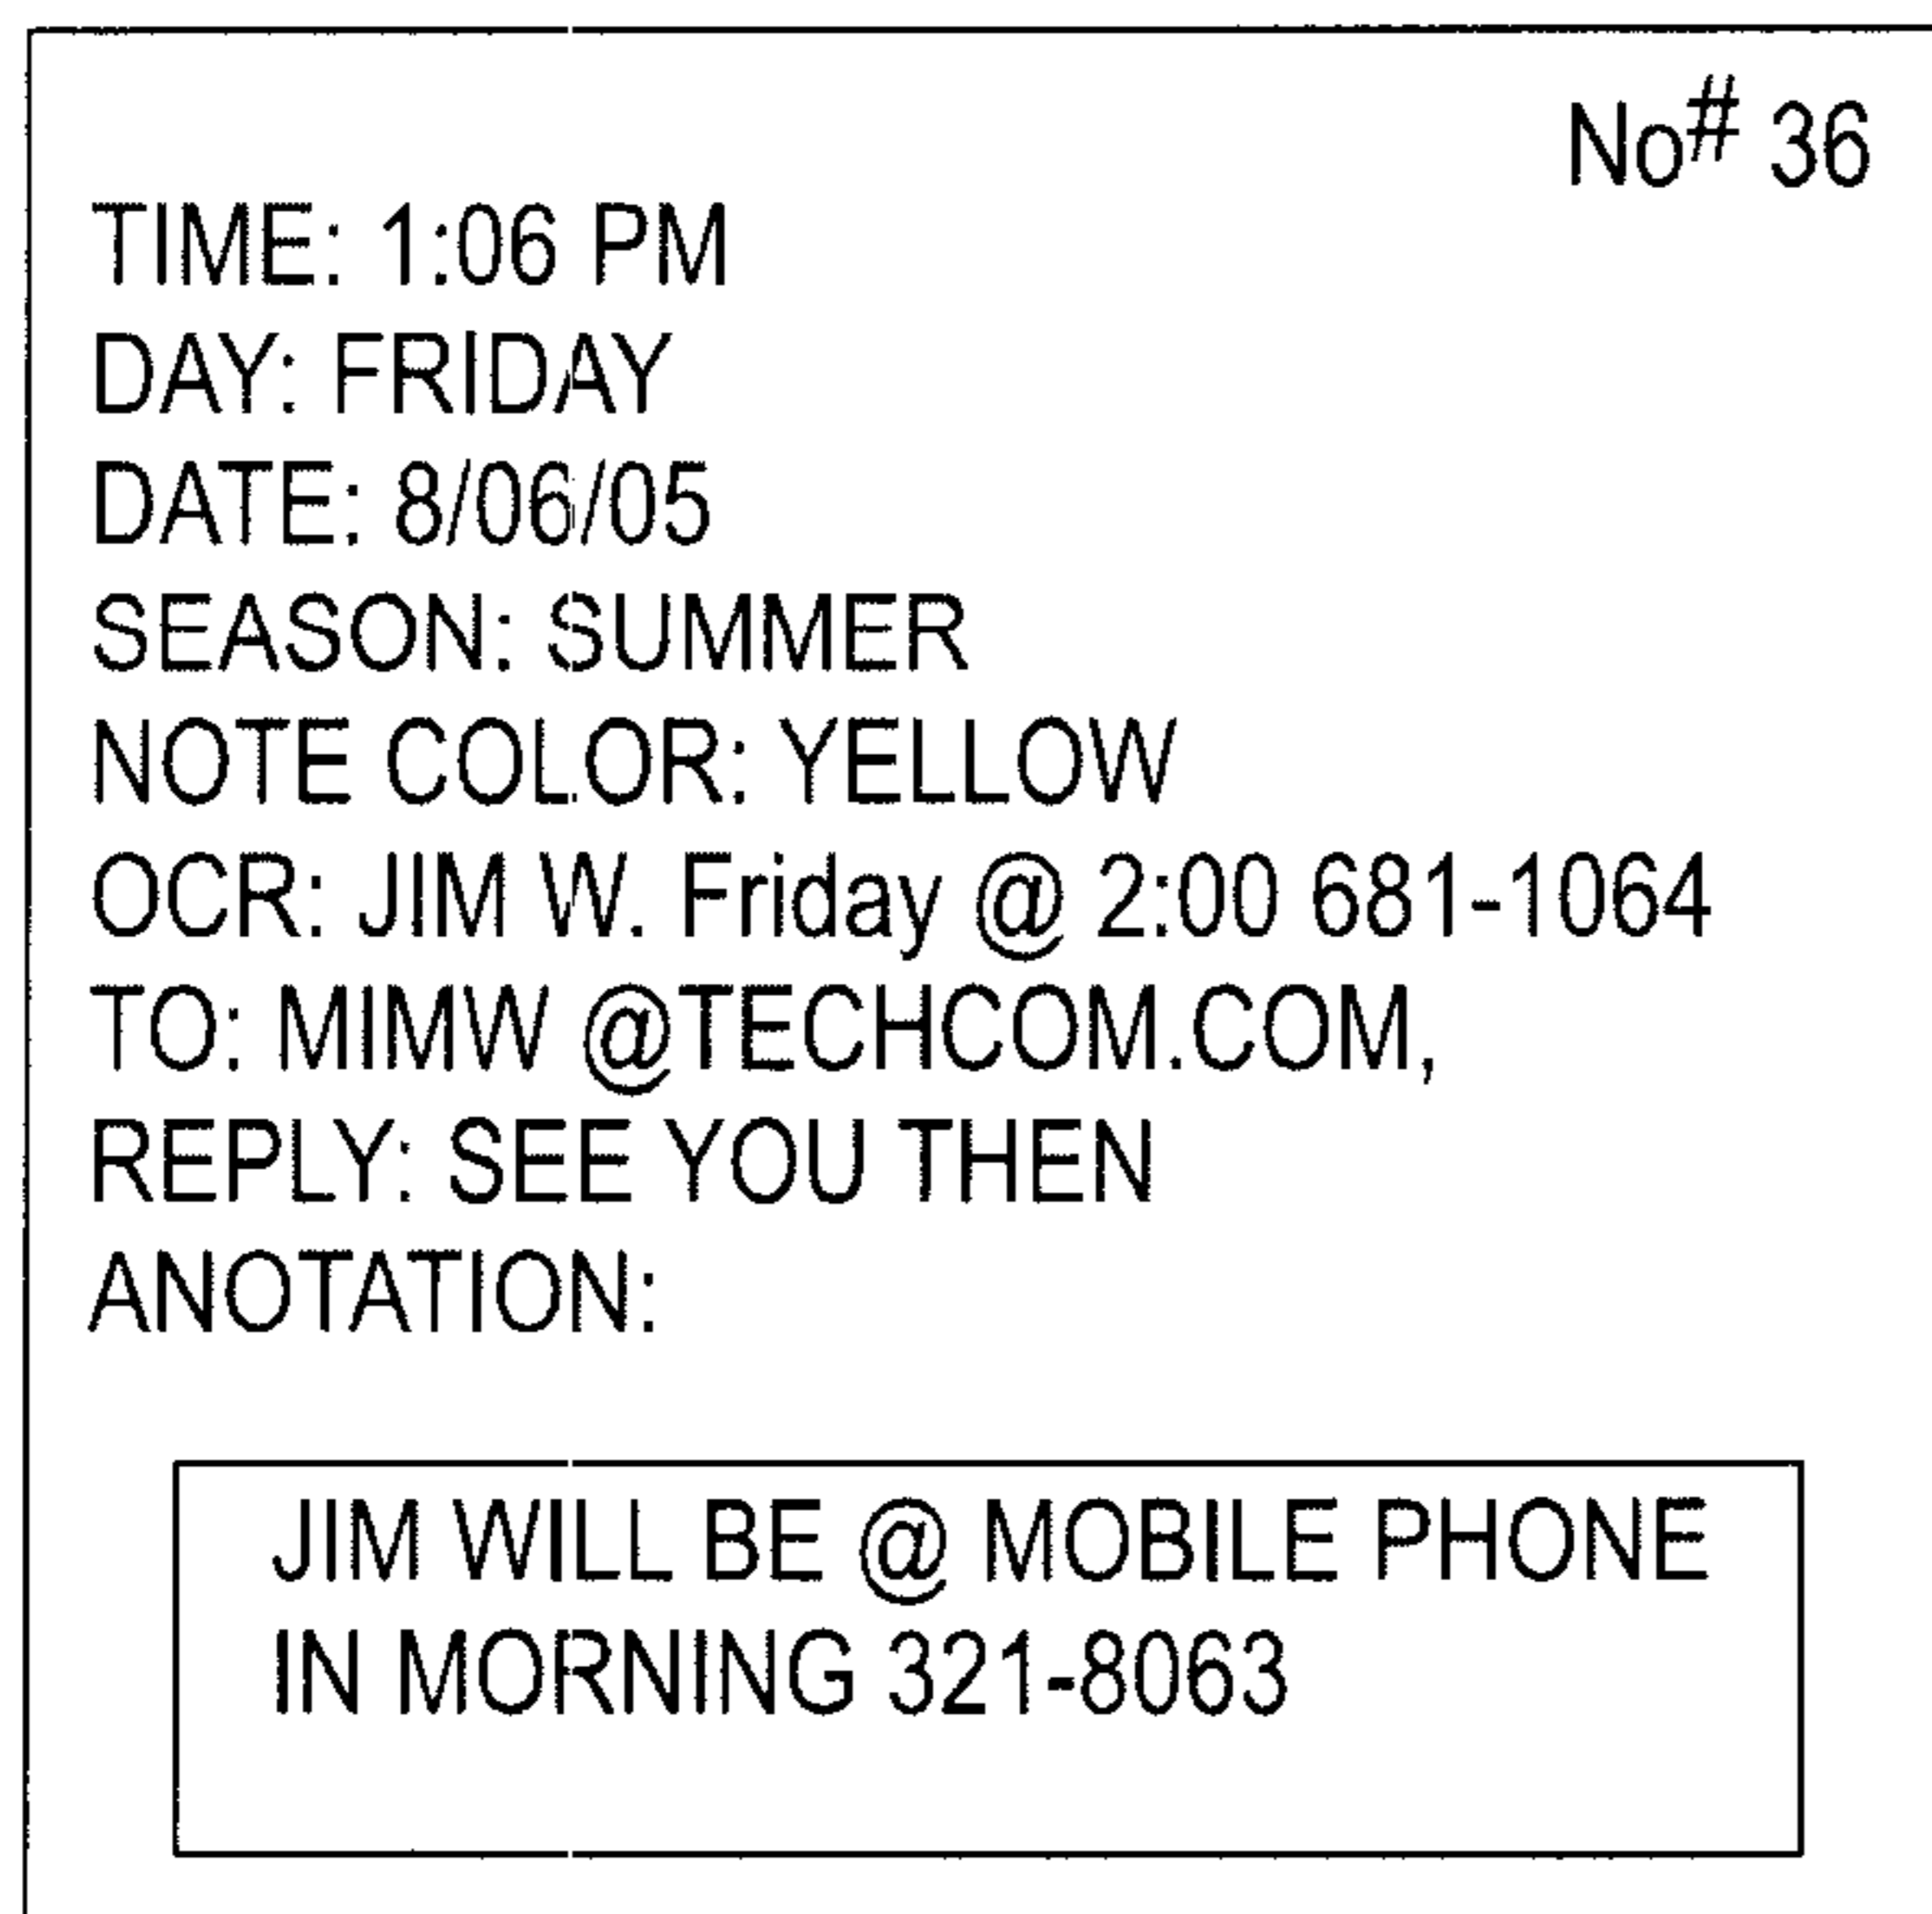 No# 36
TIME: 1:06 PM
DAY: FRIDAY
DATE: 8/06/05
SEASON: SUMMER
NOTE COLOR: YELLOW
OCR: JIM W. Friday @ 2:00 681-1064
TO: MIMW @TECHCOM.COM,
REPLY: SEE YOU THEN
ANOTATION:
JIM WILL BE @ MOBILE PHONE
IN MORNING 321-8063